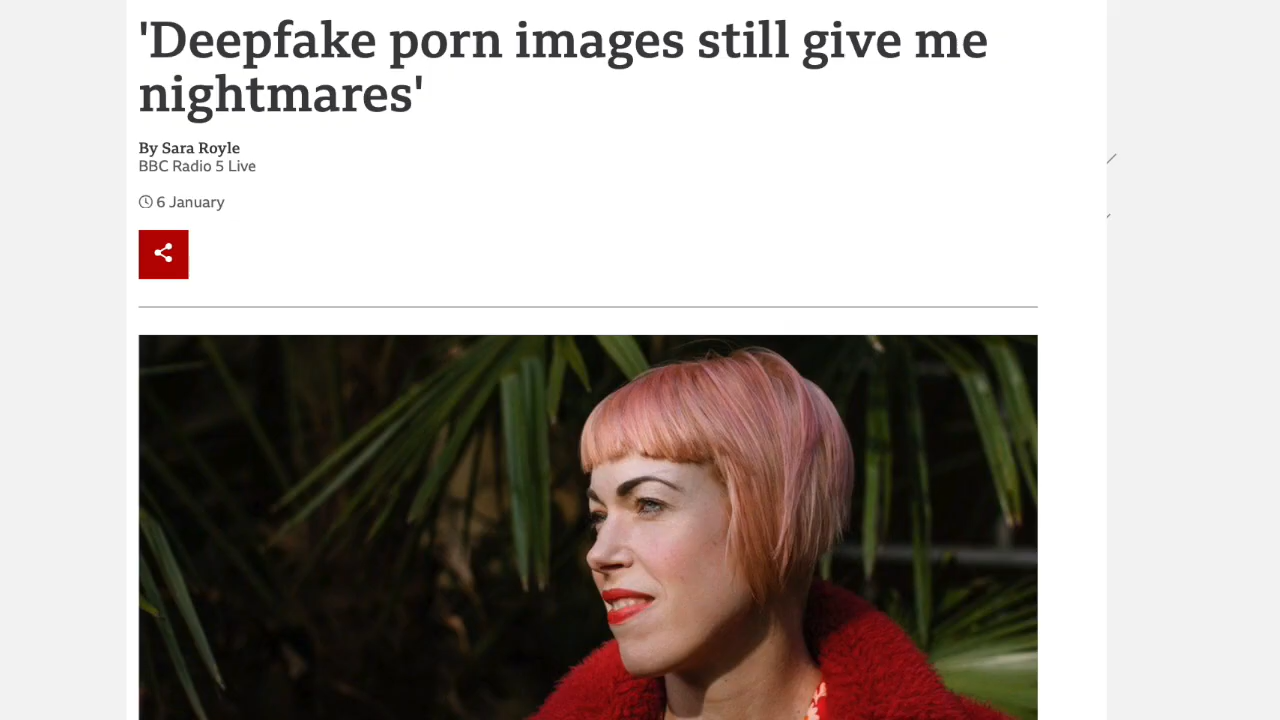 'Deepfake porn images still give me
nightmares'
By Sara Royle
BBC Radio 5 Live
6 January